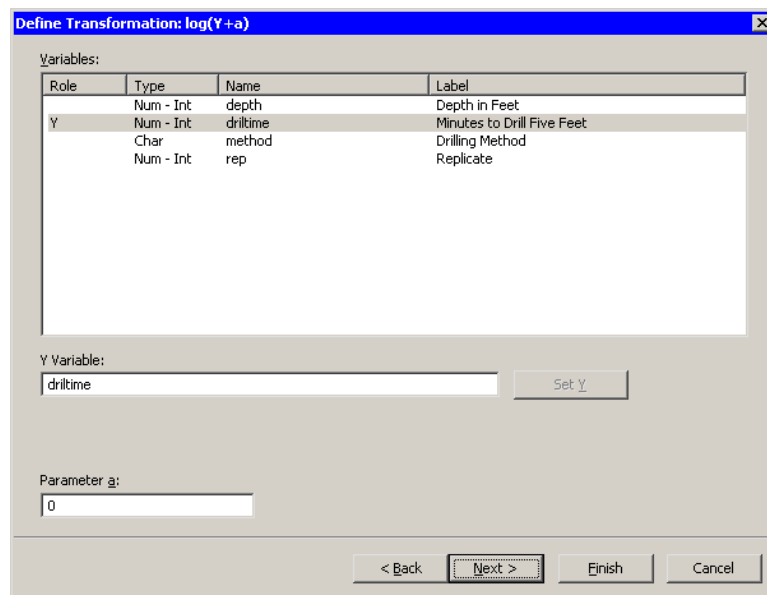 Define Transformation: log(Y+a)
Variables:
Role Type Name Label
Num - Int depth Depth in Feet
Y Num - Int driltime Minutes to Drill Five Feet
Char method Drilling Method
Num - Int rep Replicate
Y Variable:
driltime Set Y
Parameter a:
0
< Back Next > Finish Cancel